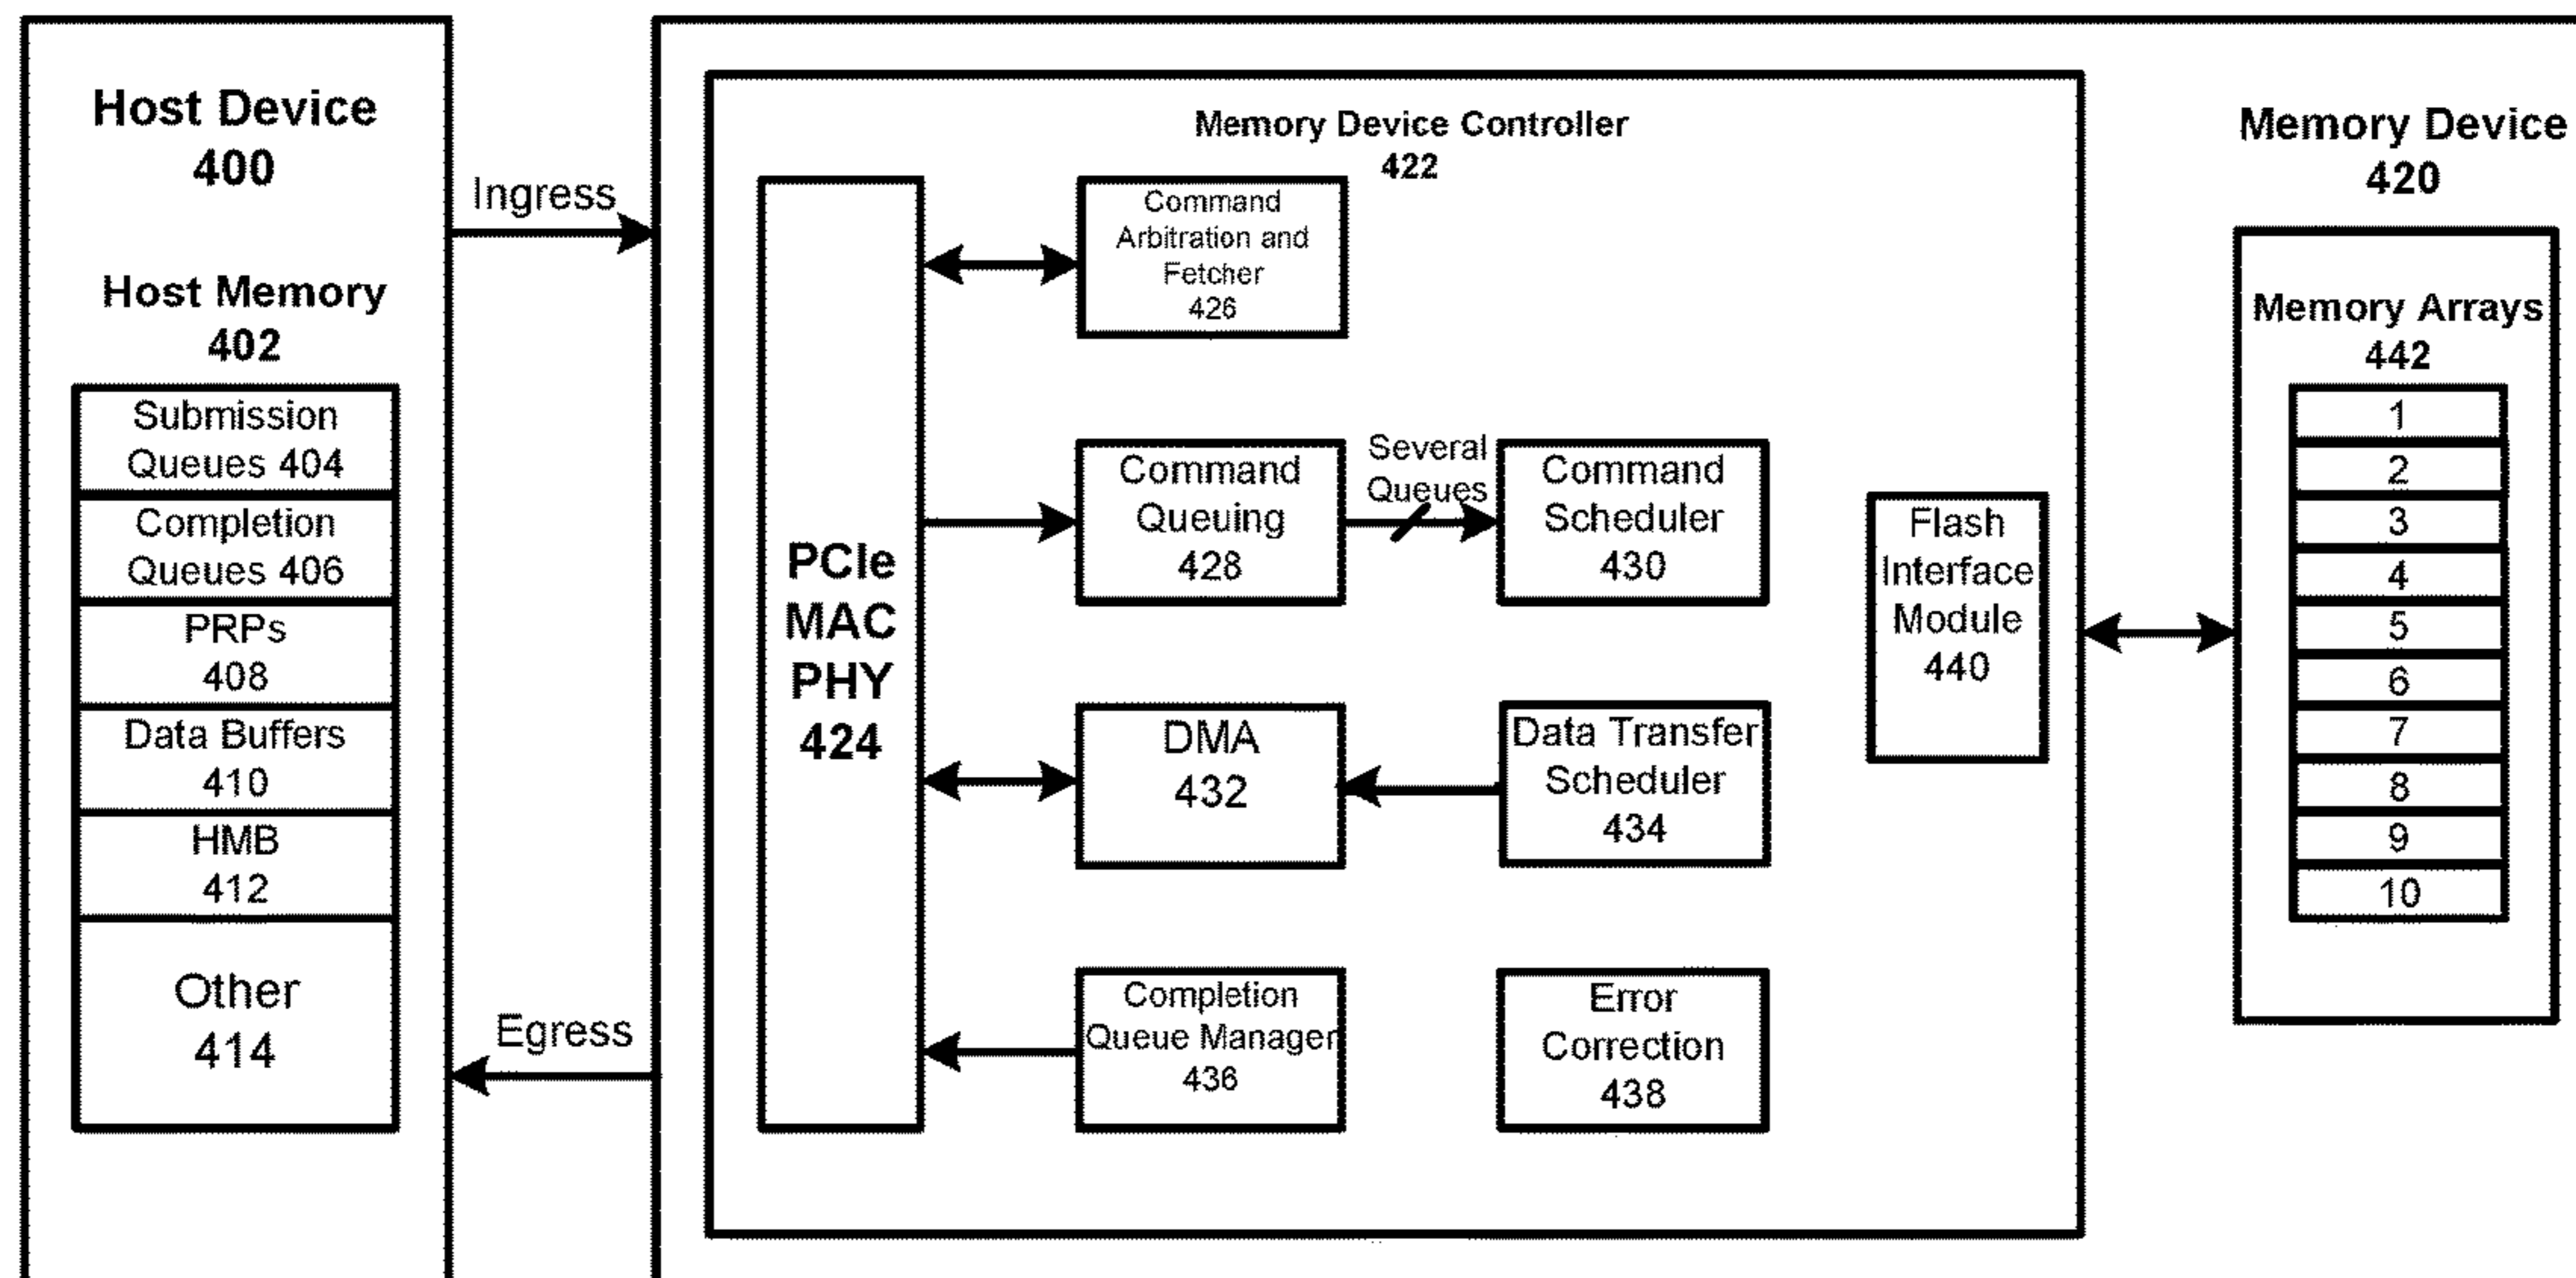 Host Device
400
Host Memory
402
Submission
Queues 404
Completion
Queues 406
PRPs
408
Data Buffers
410
HMB
412
Other
414
Ingress
Egress
Memory Device Controller
422
PCIe
MAC
PHY
424
Command
Arbitration and
Fetcher
426
Command
Queuing
428
Several
Queues
Command
Scheduler
430
DMA
432
Data Transfer
Scheduler
434
Completion
Queue Manager
436
Error
Correction
438
Flash
Interface
Module
440
Memory Device
420
Memory Arrays
442
1
2
3
4
5
6
7
8
9
10